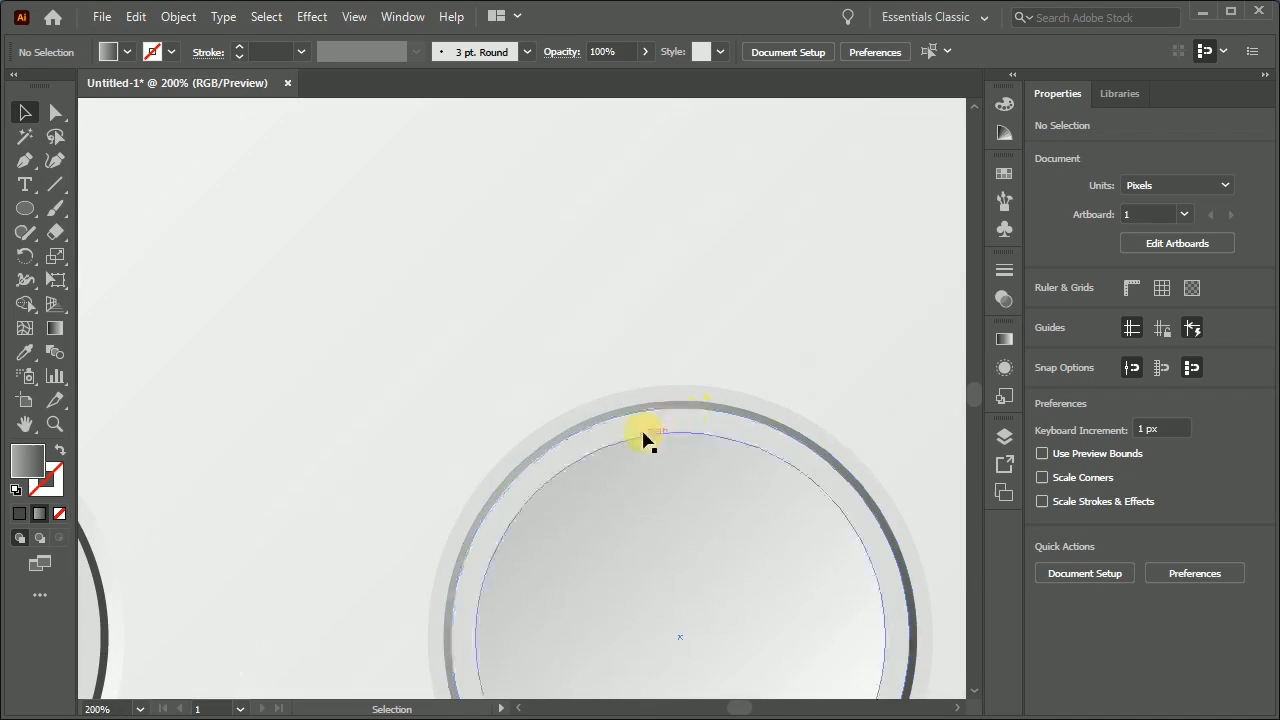 Ai File Edit Object Type Select Effect View Window Help Essentials Classic Search Adobe Stock
No Selection Stroke: 3 pt. Round Opacity: 100% Style: Document Setup Preferences
Untitled-1* @ 200% (RGB/Preview)
Properties Libraries
No Selection
Document
Units: Pixels
Artboard: 1
Edit Artboards
Ruler & Grids
Guides
Snap Options
Preferences
Keyboard Increment: 1 px
Use Preview Bounds
Scale Corners
Scale Strokes & Effects
Quick Actions
Document Setup Preferences
200% 1 Selection